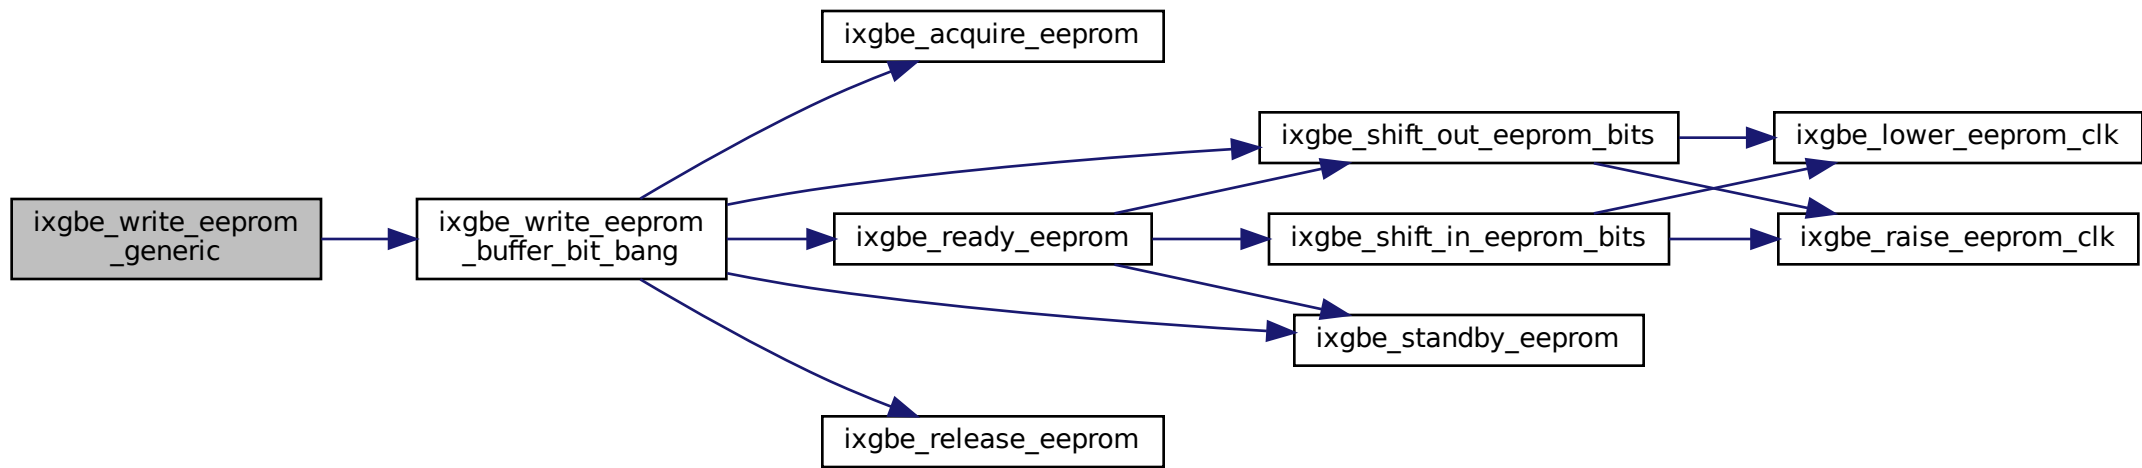 ixgbe_write_eeprom
_generic
ixgbe_write_eeprom
_buffer_bit_bang
ixgbe_acquire_eeprom
ixgbe_ready_eeprom
ixgbe_release_eeprom
ixgbe_shift_out_eeprom_bits
ixgbe_shift_in_eeprom_bits
ixgbe_standby_eeprom
ixgbe_lower_eeprom_clk
ixgbe_raise_eeprom_clk